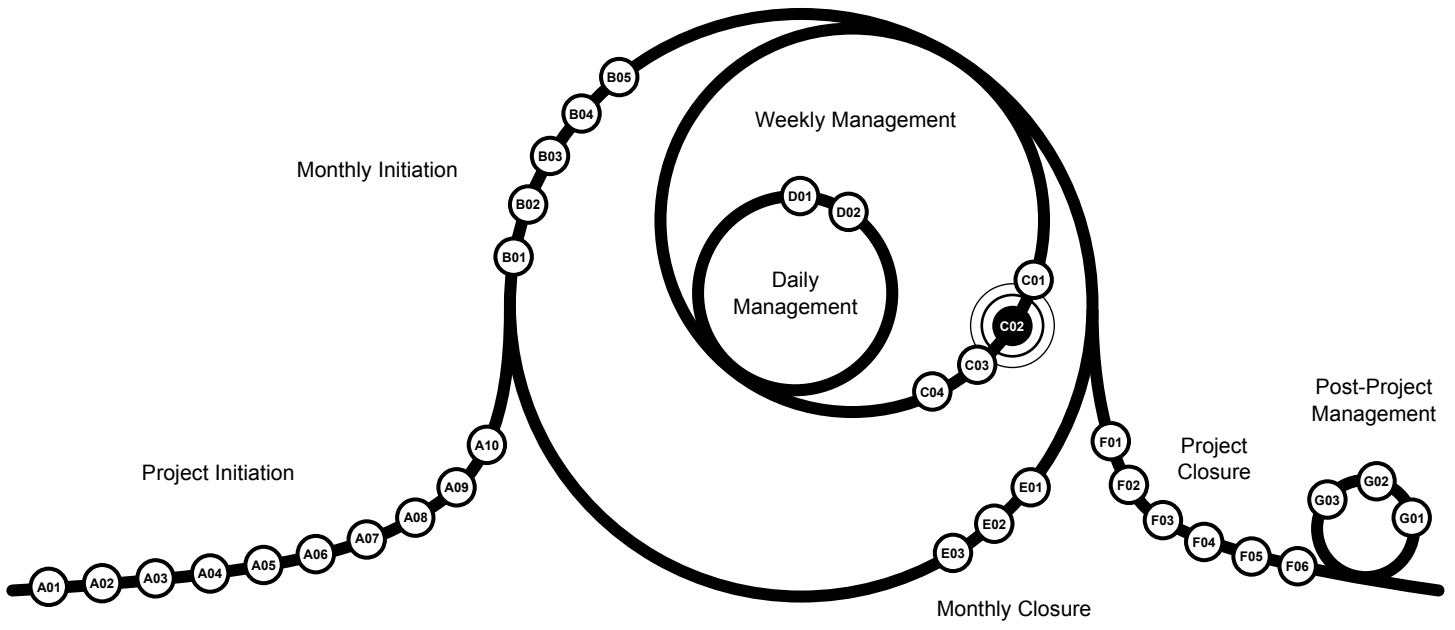 Project Initiation
A01
A02
A03
A04
A05
A06
A07
A08
A09
A10
Monthly Initiation
B01
B02
B03
B04
B05
Weekly Management
C01
C02
C03
C04
Daily
Management
D01
D02
Monthly Closure
E01
E02
E03
Project
Closure
F01
F02
F03
F04
F05
F06
Post-Project
Management
G01
G02
G03